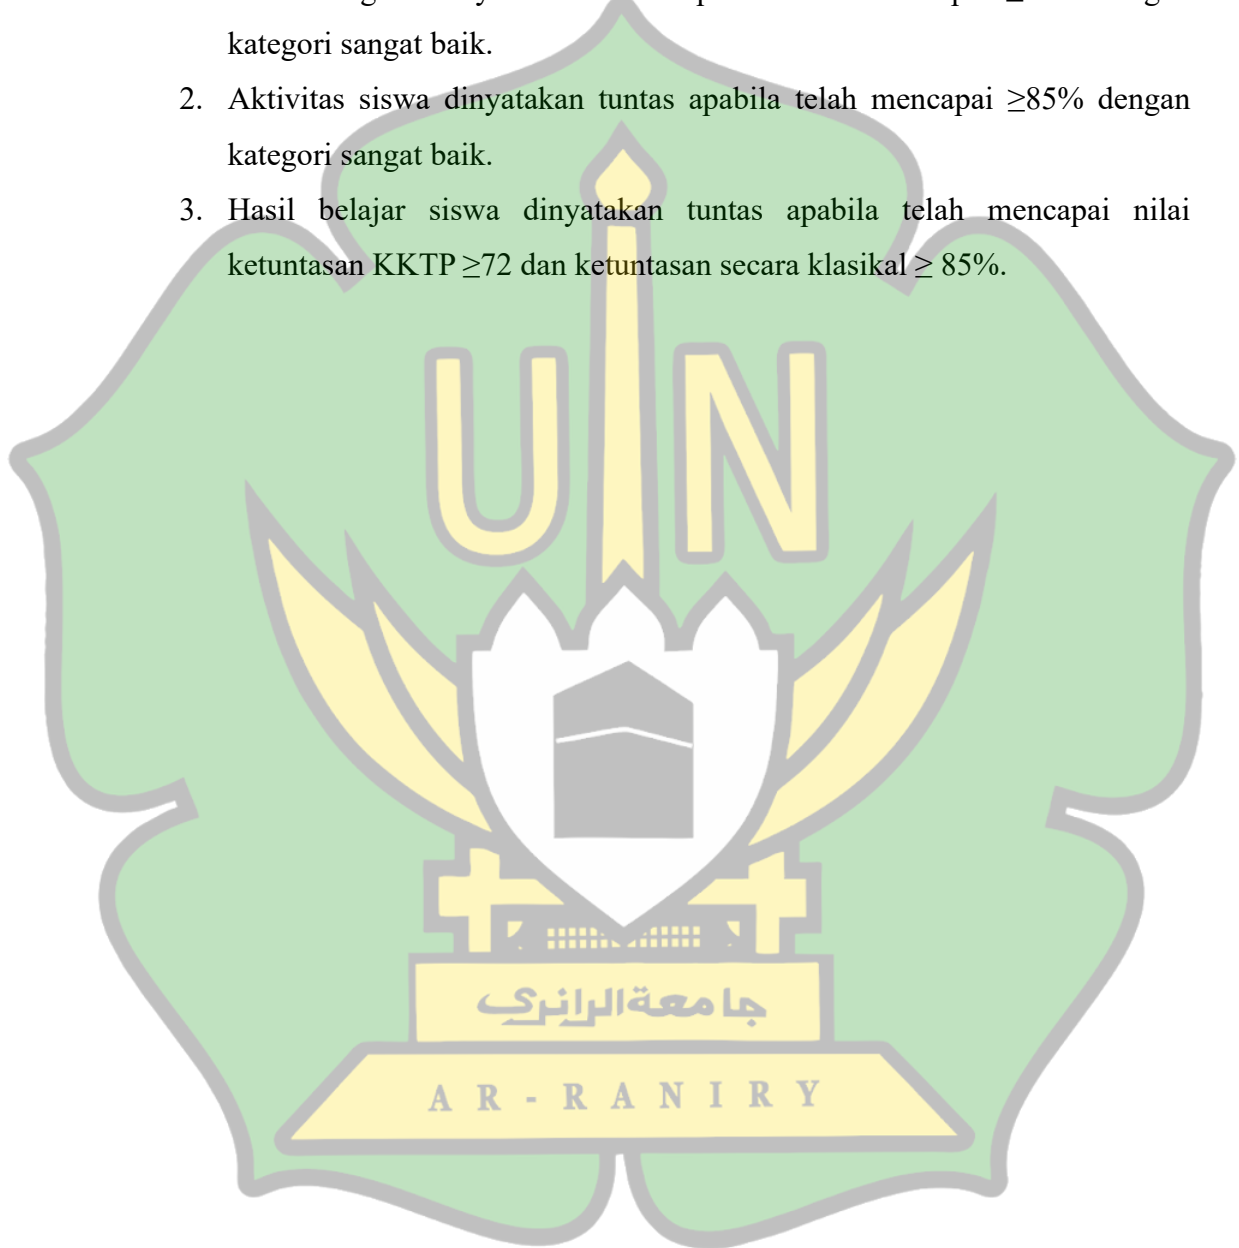 kategori sangat baik.
2. Aktivitas siswa dinyatakan tuntas apabila telah mencapai ≥85% dengan
kategori sangat baik.
3. Hasil belajar siswa dinyatakan tuntas apabila telah mencapai nilai
ketuntasan KKTP ≥72 dan ketuntasan secara klasikal ≥ 85%.
UIN
جامعة الرانري
AR-RANIRY